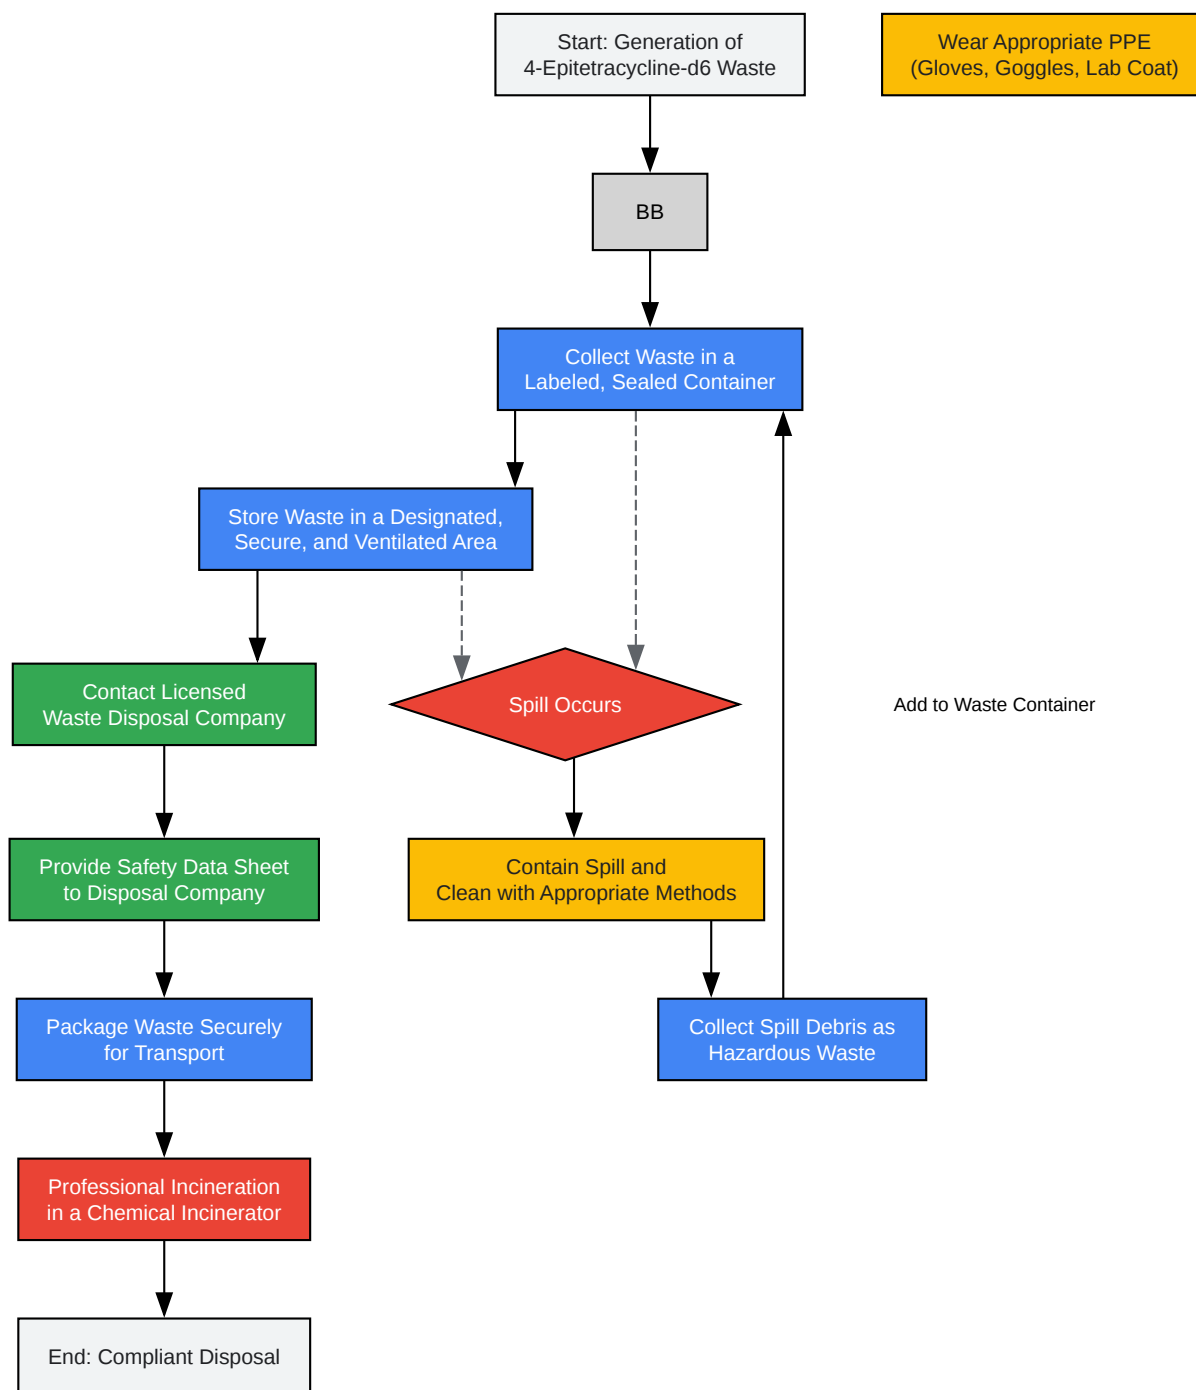 Start: Generation of
4-Epitetracycline-d6 Waste
Wear Appropriate PPE
(Gloves, Goggles, Lab Coat)
BB
Collect Waste in a
Labeled, Sealed Container
Store Waste in a Designated,
Secure, and Ventilated Area
Contact Licensed
Waste Disposal Company
Spill Occurs
Add to Waste Container
Provide Safety Data Sheet
to Disposal Company
Contain Spill and
Clean with Appropriate Methods
Package Waste Securely
for Transport
Collect Spill Debris as
Hazardous Waste
Professional Incineration
in a Chemical Incinerator
End: Compliant Disposal